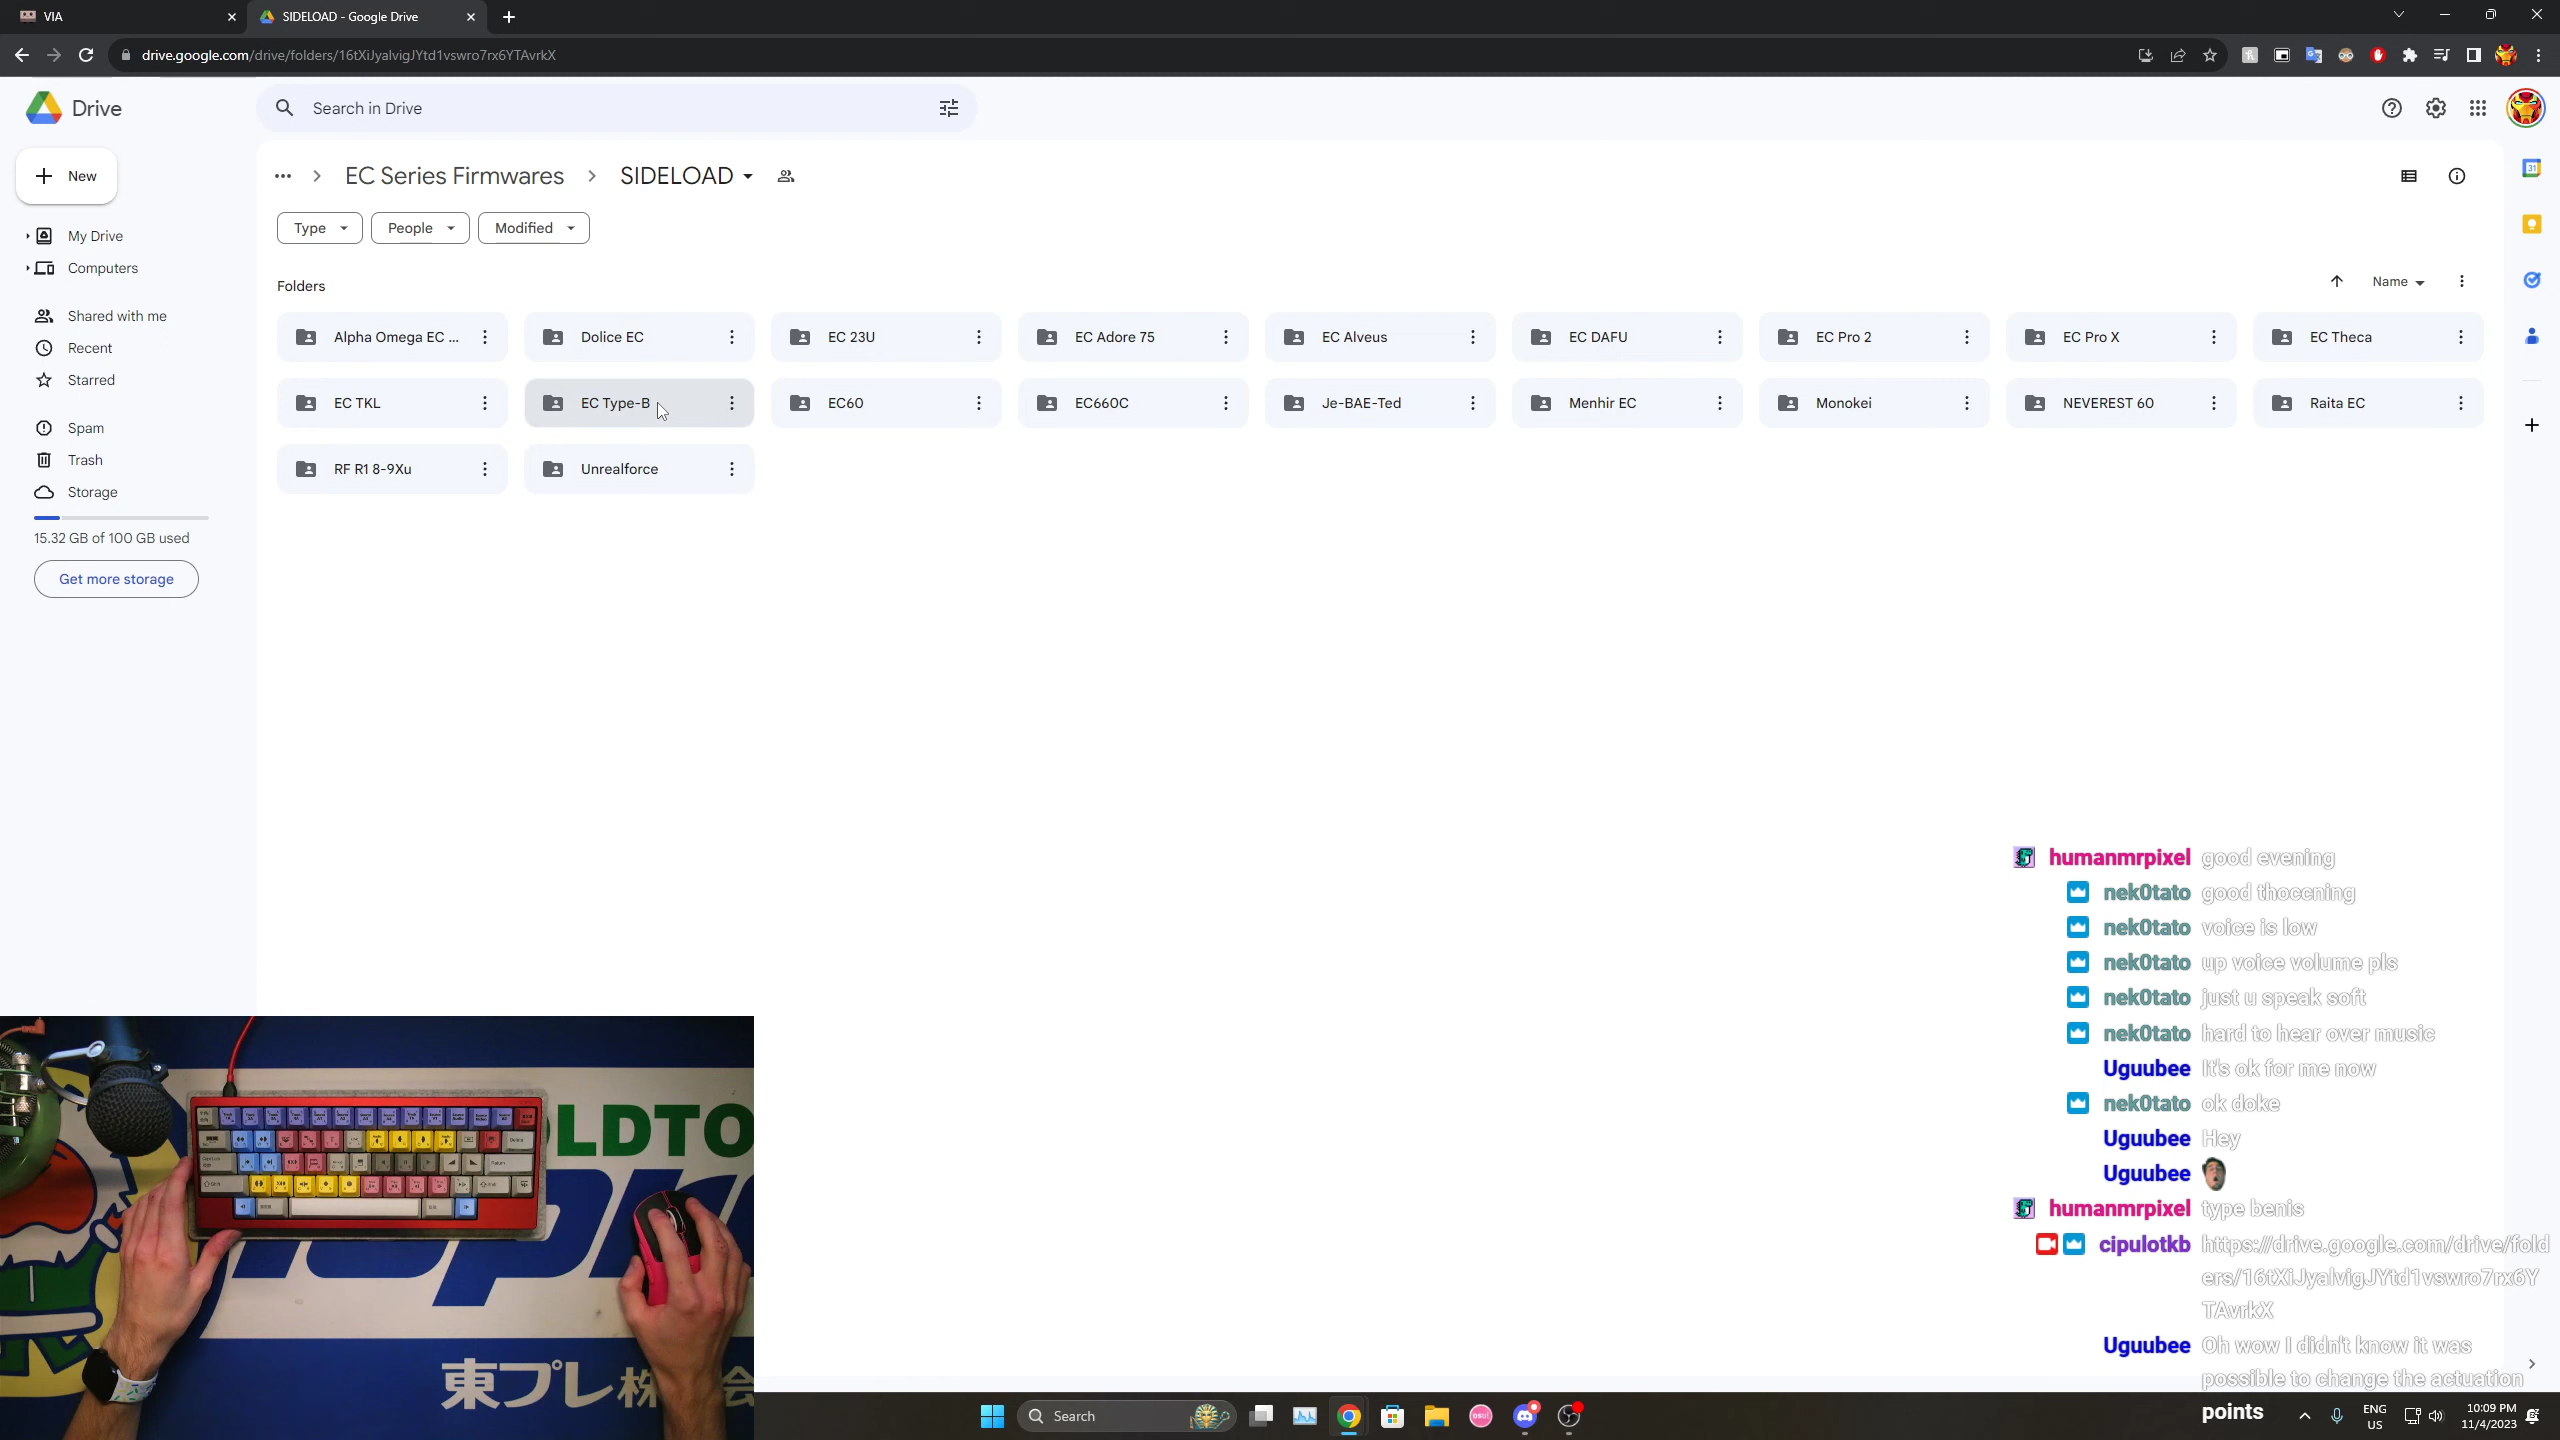 VIA
SIDELOAD - Google Drive
drive.google.com/drive/folders/16tXiJyalvigJYtd1vswro7rx6YTAvrkX
Drive
Search in Drive
New
EC Series Firmwares
SIDELOAD
My Drive
Computers
Shared with me
Recent
Starred
Spam
Trash
Storage
15.32 GB of 100 GB used
Get more storage
Type
People
Modified
Folders
Name
Alpha Omega EC ...
Dolice EC
EC 23U
EC Adore 75
EC Alveus
EC DAFU
EC Pro 2
EC Pro X
EC Theca
EC TKL
EC Type-B
EC60
EC660C
Je-BAE-Ted
Menhir EC
Monokei
NEVEREST 60
Raita EC
RF R1 8-9Xu
Unrealforce
31
humanmrpixel good evening
nek0tato good thoccning
nek0tato voice is low
nek0tato up voice volume pls
nek0tato just u speak soft
nek0tato hard to hear over music
Uguubee It's ok for me now
nek0tato ok doke
Uguubee Hey
Uguubee
humanmrpixel type benis
cipulotkb https://drive.google.com/drive/fold
ers/16tXiJyalvigJYtd1vswro7rx6Y
TAvrkX
Uguubee Oh wow I didn't know it was
possible to change the actuation
points
LDTO
東プレ株 会
Search
ENG
US
10:09 PM
11/4/2023